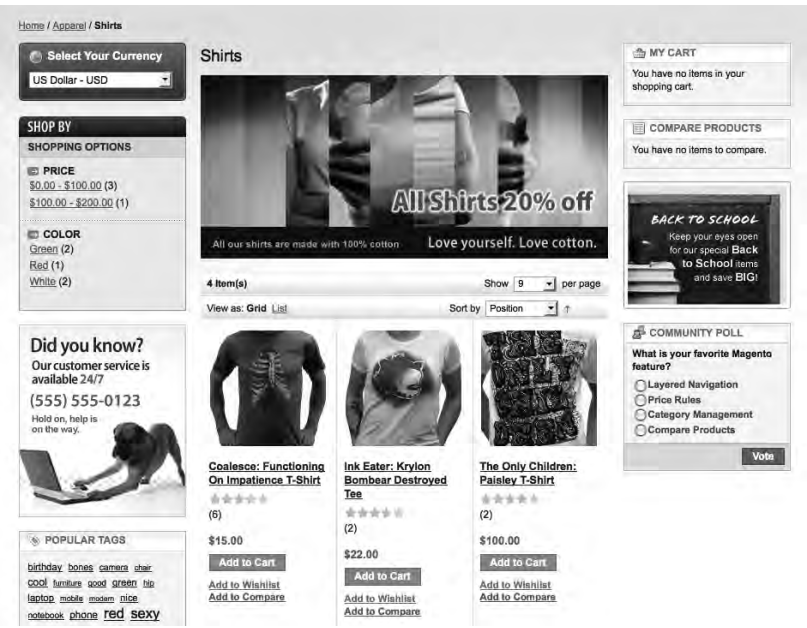 Home / Apparel / Shirts
Select Your Currency
US Dollar - USD
SHOP BY
SHOPPING OPTIONS
PRICE
$0.00 - $100.00 (3)
$100.00 - $200.00 (1)
COLOR
Green (2)
Red (1)
White (2)
Did you know?
Our customer service is
available 24/7
(555) 555-0123
Hold on, help is
on the way.
POPULAR TAGS
birthday bones camera chair
cool furniture good green hip
laptop mobile modern nice
notebook phone red sexy
Shirts
All Shirts 20% off
All our shirts are made with 100% cotton
Love yourself. Love cotton.
4 Item(s)
Show 9 per page
View as: Grid List
Sort by Position
Coalesce: Functioning
On Impatience T-Shirt
(6)
$15.00
Add to Cart
Add to Wishlist
Add to Compare
Ink Eater: Krylon
Bombear Destroyed
Tee
(2)
$22.00
Add to Cart
Add to Wishlist
Add to Compare
The Only Children:
Paisley T-Shirt
(2)
$100.00
Add to Cart
Add to Wishlist
Add to Compare
MY CART
You have no items in your
shopping cart.
COMPARE PRODUCTS
You have no items to compare.
BACK TO SCHOOL
Keep your eyes open
for our special Back
to School items
and save BIG!
COMMUNITY POLL
What is your favorite Magento
feature?
Layered Navigation
Price Rules
Category Management
Compare Products
Vote